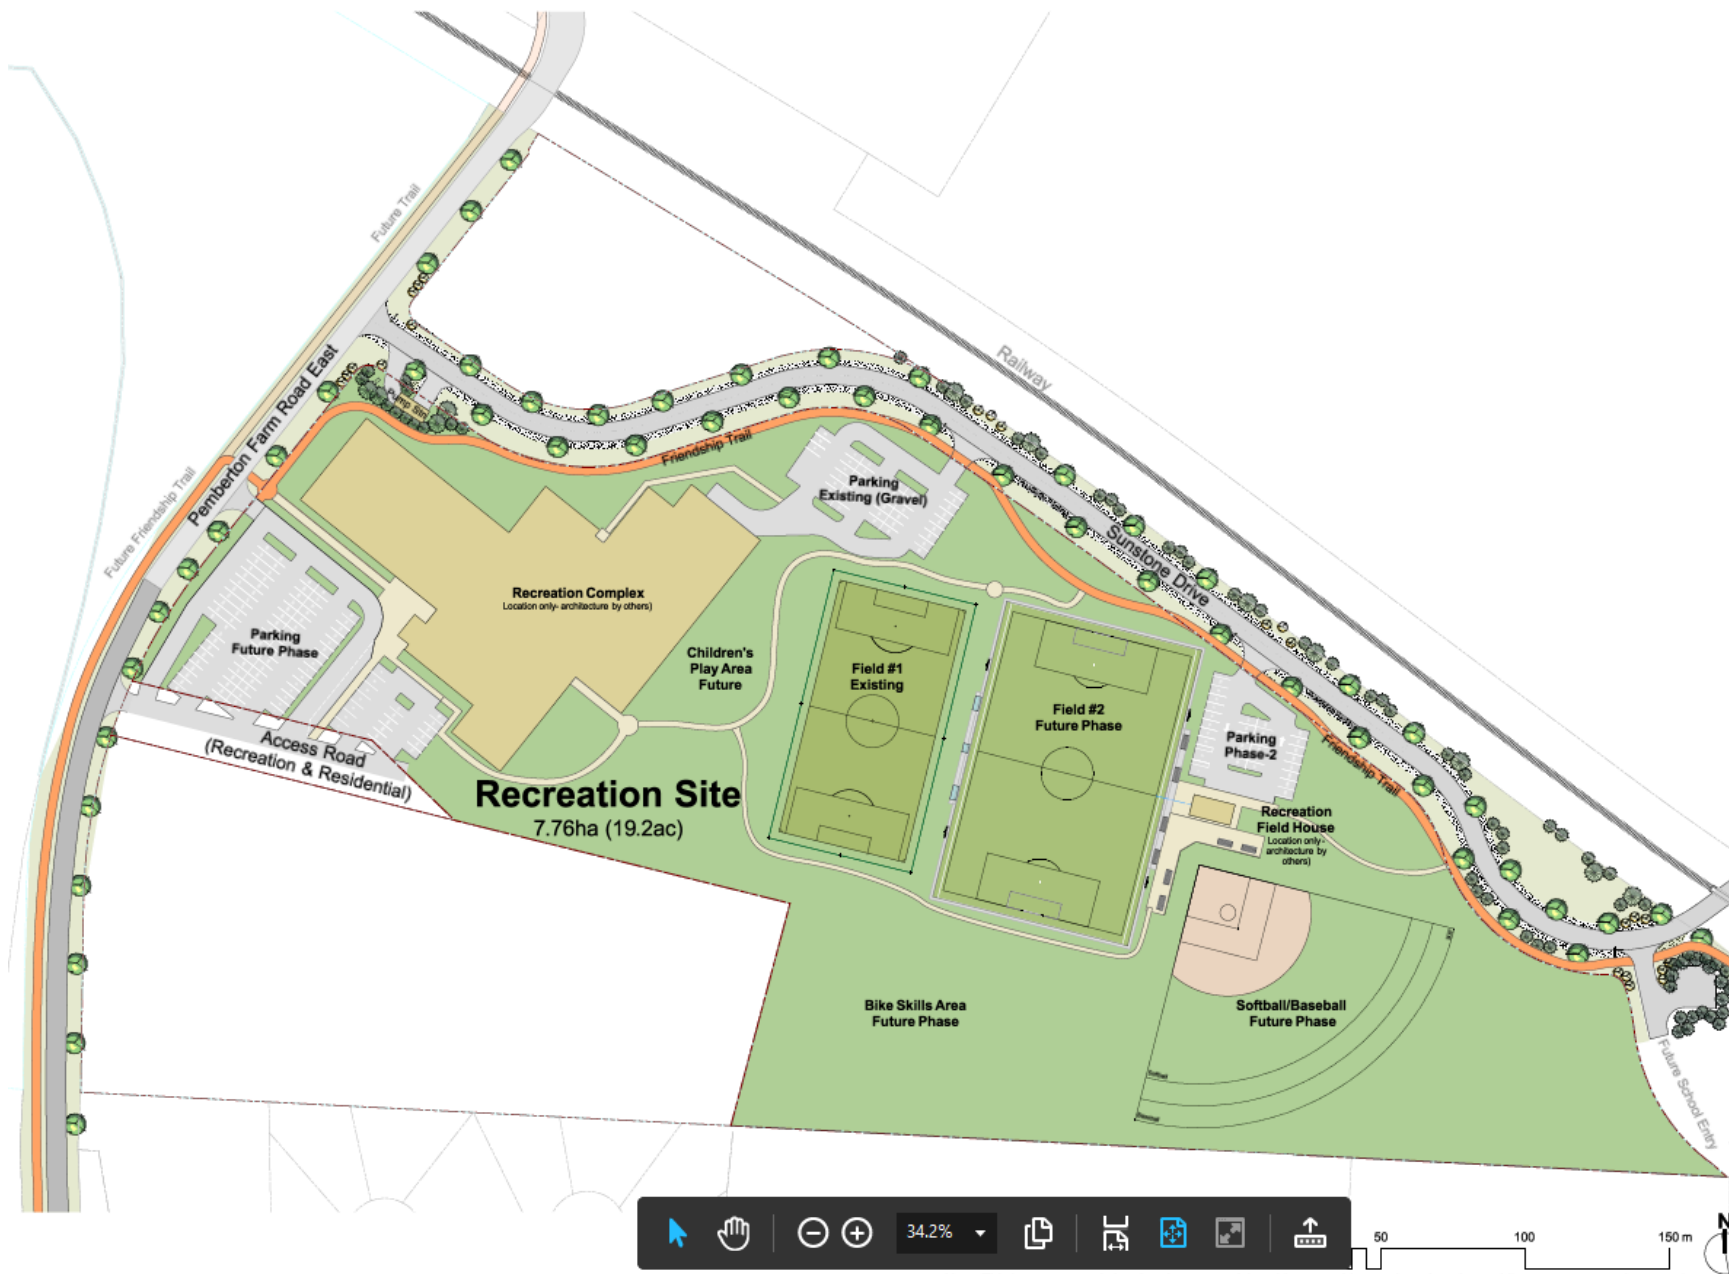 Future Trail
Railway
Pemberton Farm Road East
Future Friendship Trail
Friendship Trail
Parking
Existing (Gravel)
Sunstone Drive
Recreation Complex
Location only- architecture by others)
Parking
Future Phase
Children's
Play Area
Future
Field #1
Existing
Field #2
Future Phase
Parking
Phase-2
Friendship Trail
Access Road
(Recreation & Residential)
Recreation Site
7.76ha (19.2ac)
Recreation
Field House
Location only-
architecture by
others)
Bike Skills Area
Future Phase
Softball/Baseball
Future Phase
Softball
Baseball
Future School Entry
34.2%
50
100
150 m
N